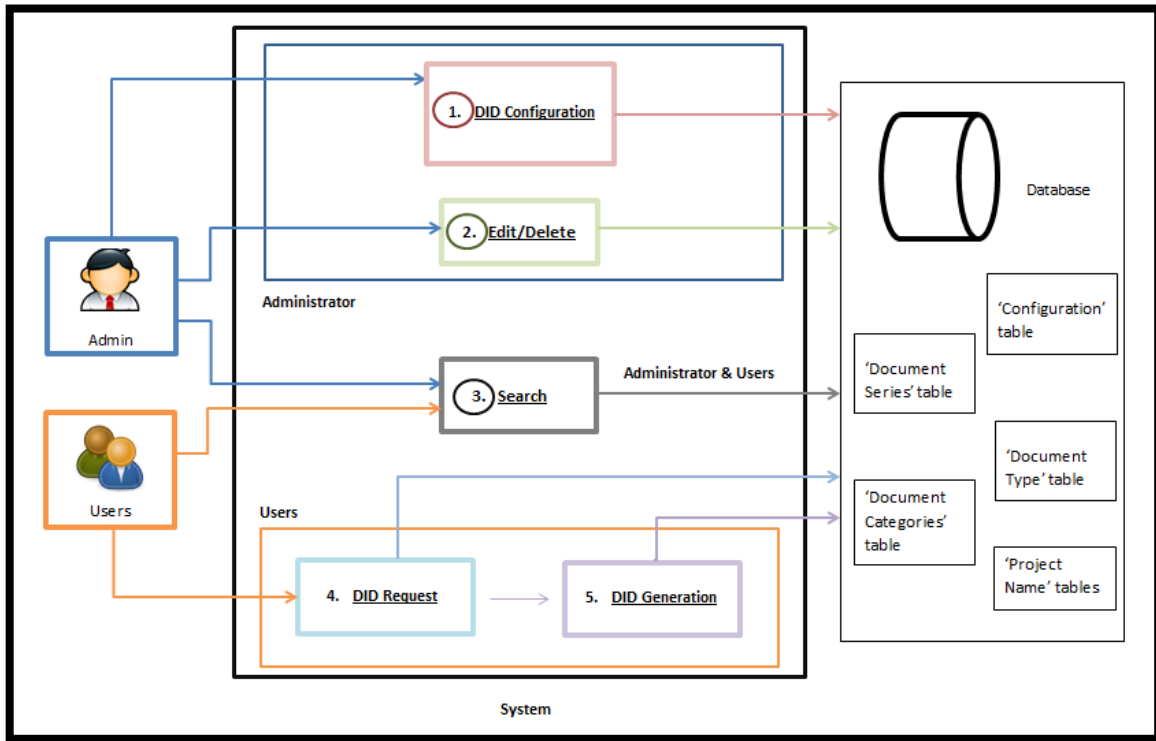 1. DID Configuration
Database
2. Edit/Delete
Administrator
Admin
'Configuration'
table
'Document
Series' table
Administrator & Users
3. Search
Users
'Document
Type' table
'Document
Categories'
table
Users
4. DID Request
5. DID Generation
'Project
Name' tables
System